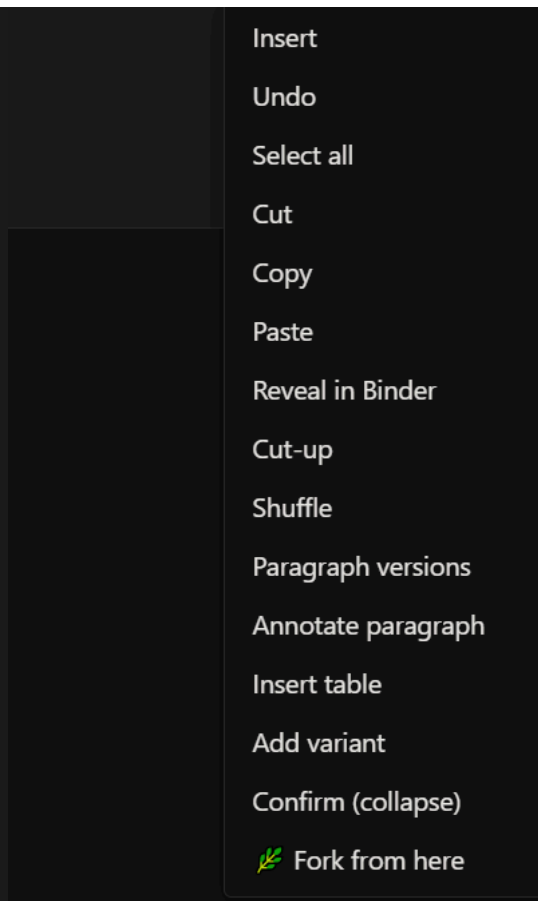 Insert
Undo
Select all
Cut
Copy
Paste
Reveal in Binder
Cut-up
Shuffle
Paragraph versions
Annotate paragraph
Insert table
Add variant
Confirm (collapse)
🌿 Fork from here